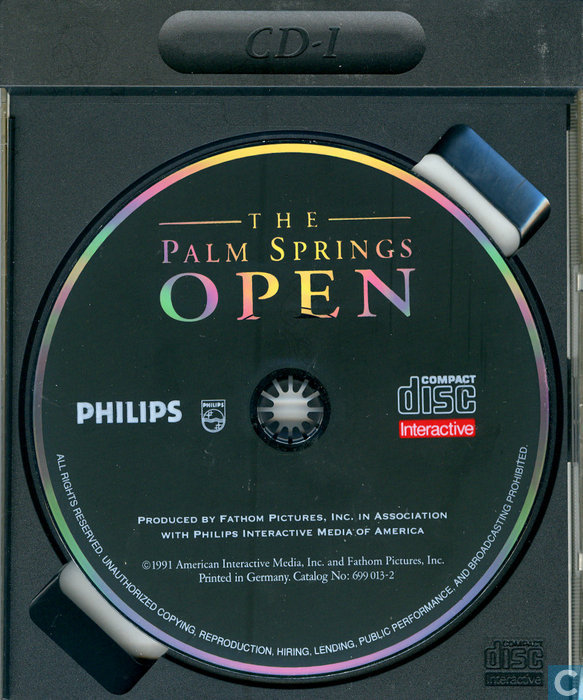 CD-I
THE
PALM SPRINGS
OPEN
PHILIPS
PHILIPS
COMPACT
disc
Interactive
PRODUCED BY FATHOM PICTURES, INC. IN ASSOCIATION
WITH PHILIPS INTERACTIVE MEDIA OF AMERICA
©1991 American Interactive Media, Inc. and Fathom Pictures, Inc.
Printed in Germany. Catalog No: 699 013-2
ALL RIGHTS RESERVED. UNAUTHORIZED COPYING, REPRODUCTION, HIRING, LENDING, PUBLIC PERFORMANCE, AND BROADCASTING PROHIBITED.
COMPACT
disc
Interactive
C